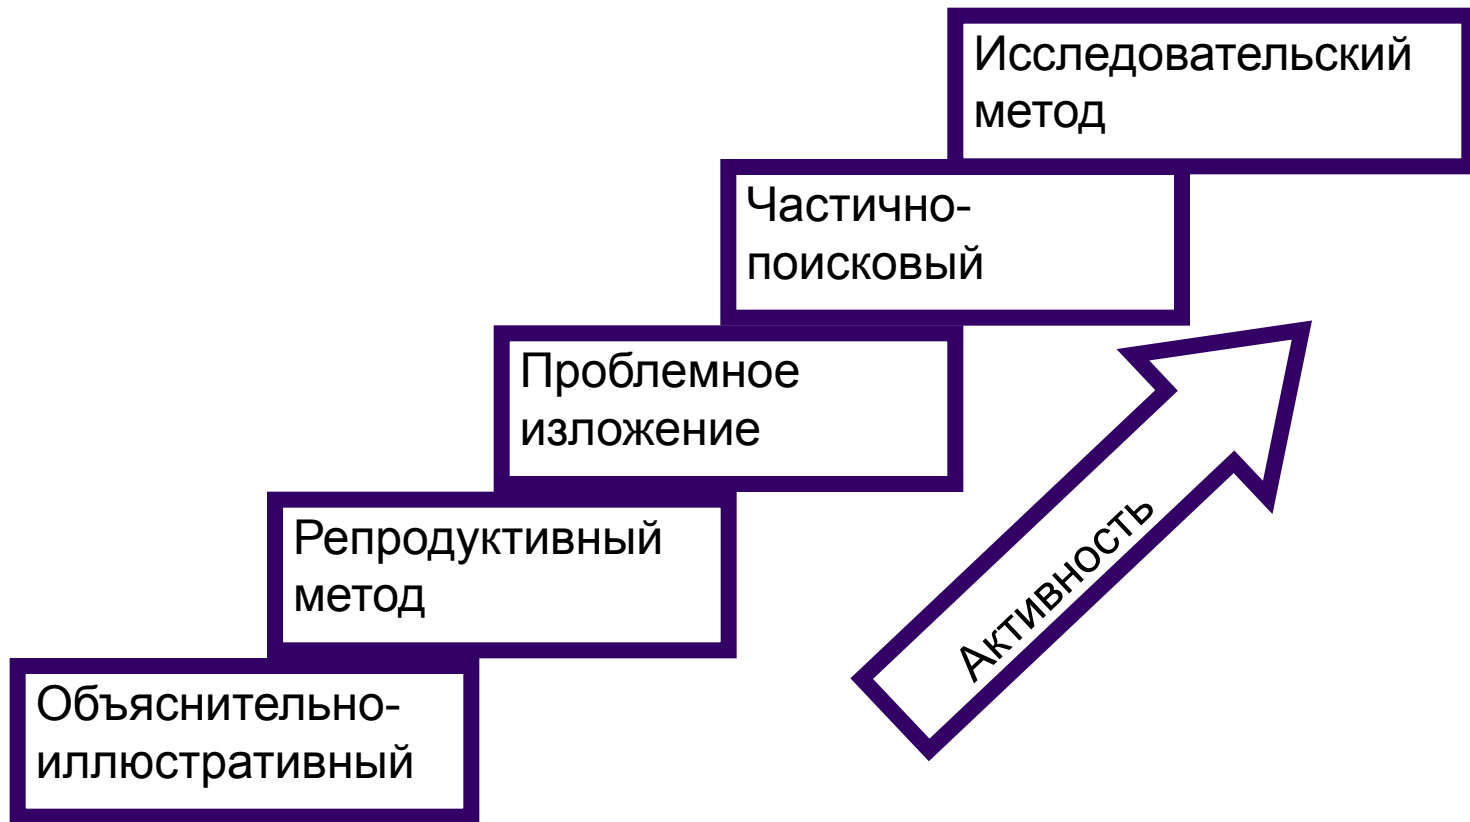 Исследовательский
метод
Частично-
поисковый
Проблемное
изложение
Репродуктивный
метод
Объяснительно-
иллюстративный
Активность